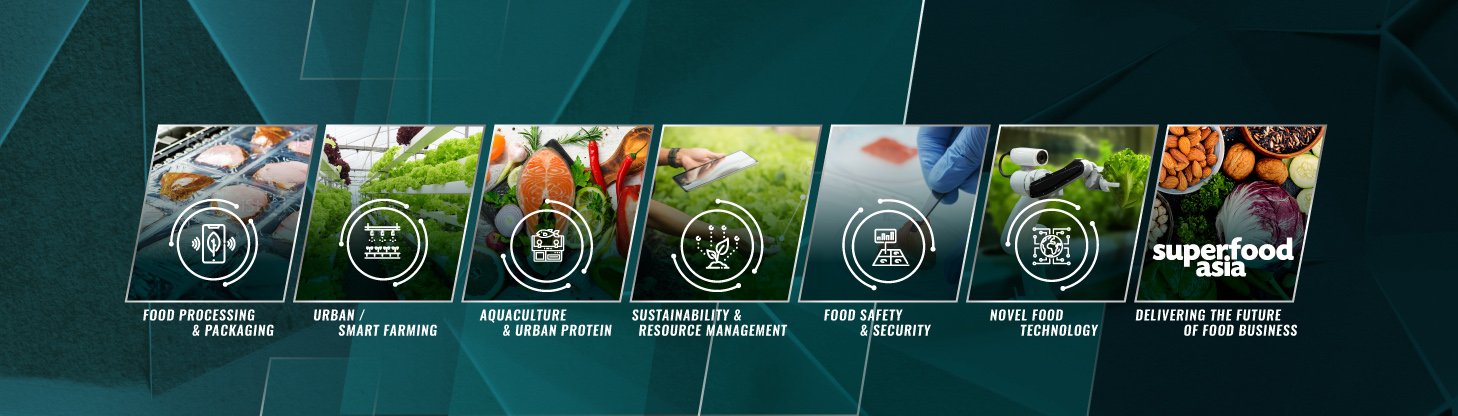 superfood
asia
FOOD PROCESSING
& PACKAGING
URBAN /
SMART FARMING
AQUACULTURE
& URBAN PROTEIN
SUSTAINABILITY &
RESOURCE MANAGEMENT
FOOD SAFETY
& SECURITY
NOVEL FOOD
TECHNOLOGY
DELIVERING THE FUTURE
OF FOOD BUSINESS